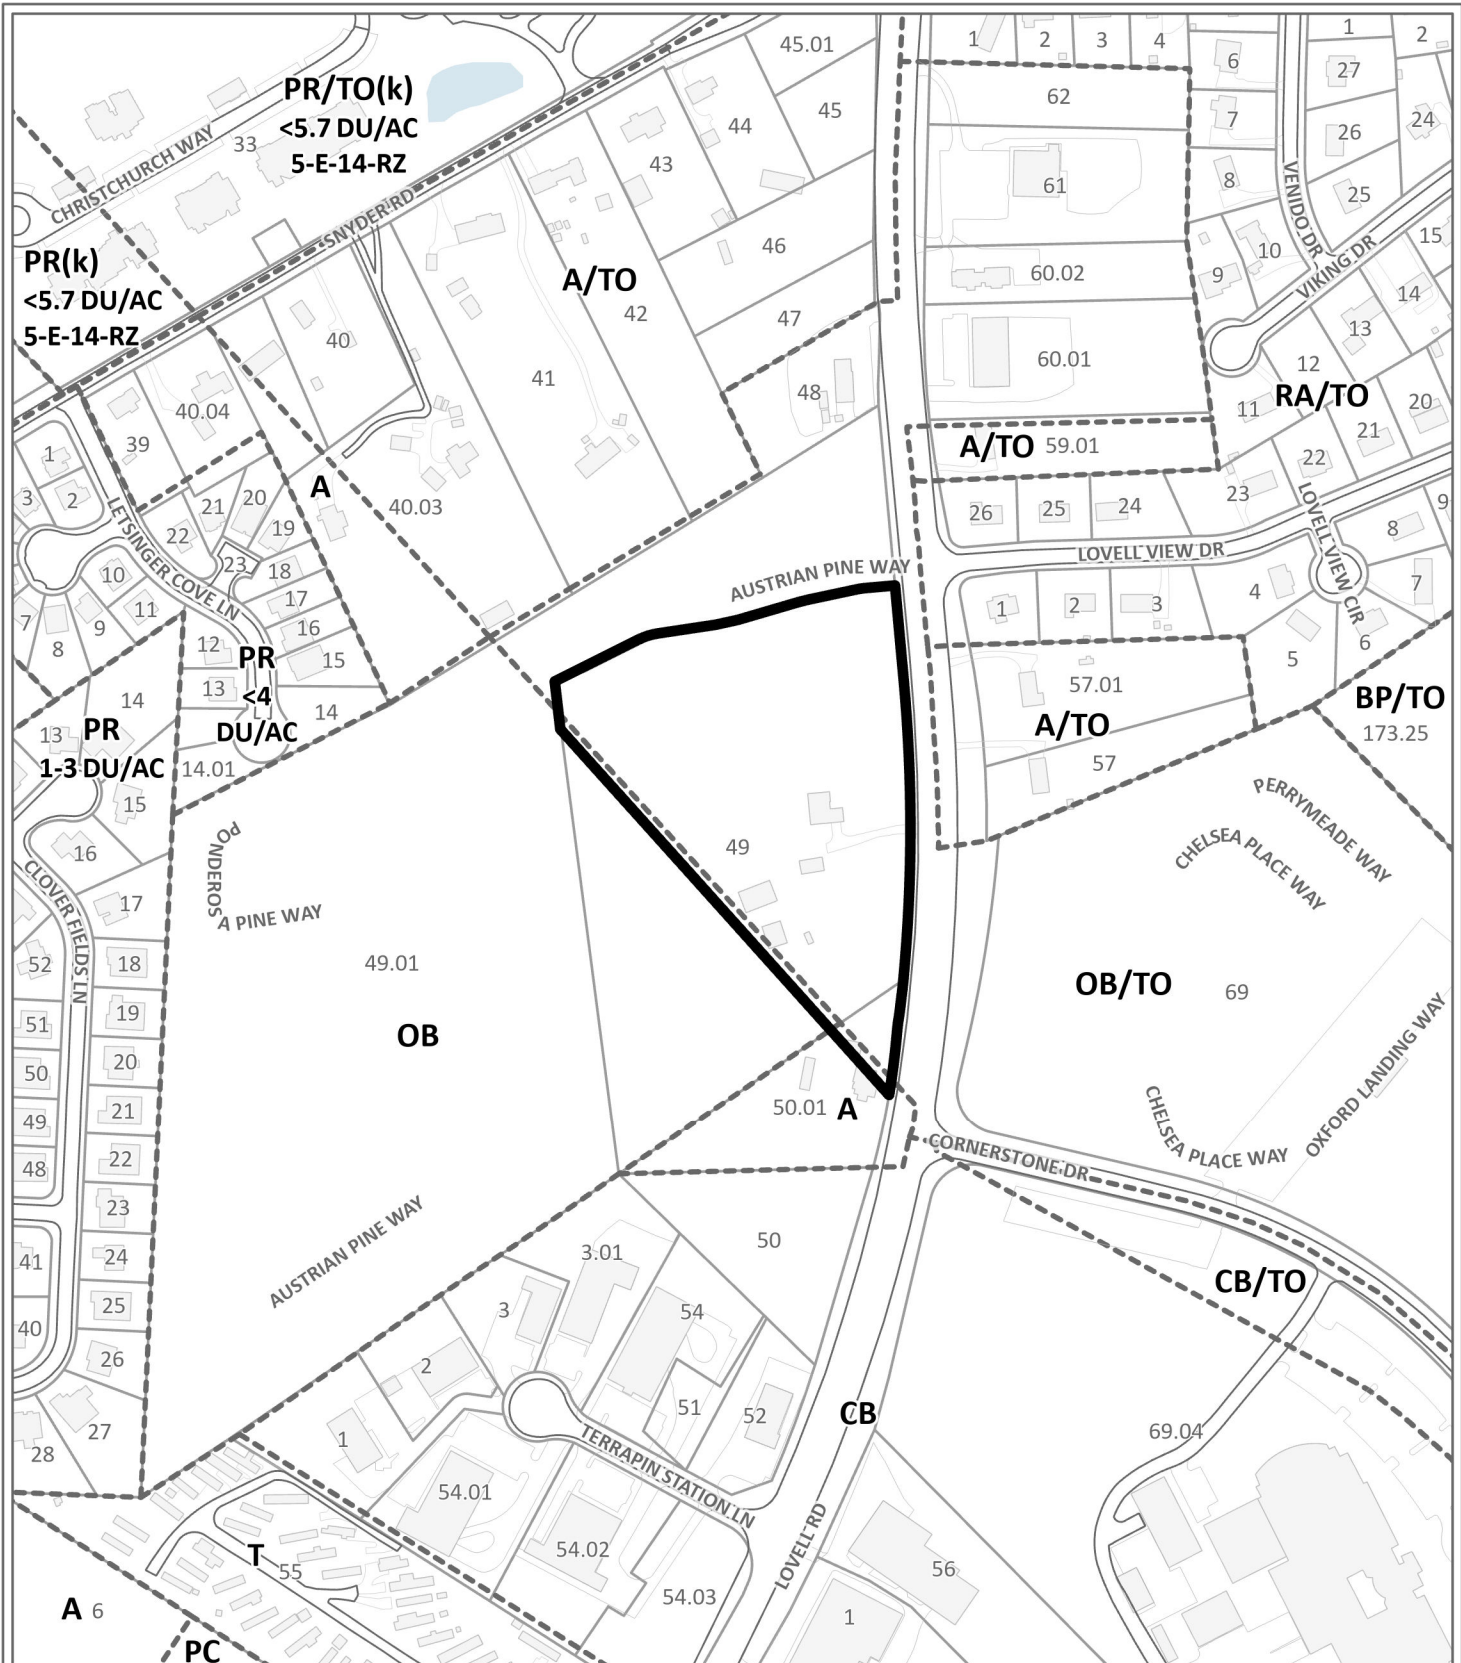 45.01
1
2
3
4
1
2
6
27
24
PR/TO(k)
<5.7 DU/AC
5-E-14-RZ
33
CHRISTCHURCH WAY
44
45
62
7
26
43
61
8
25
VENIDO DR
SNYDER RD
PR(k)
<5.7 DU/AC
5-E-14-RZ
A/TO
46
10
15
42
60.02
9
VIKING DR
14
47
13
40
41
48
60.01
12
RA/TO
11
20
40.04
39
21
A/TO
59.01
1
22
3
2
A
20
21
40.03
23
9
26
25
24
LOVELL VIEW CIR
8
22
19
LETSINGER COVE LN
LOVELL VIEW DR
23
18
AUSTRIAN PINE WAY
10
17
4
7
11
1
2
3
7
9
16
8
12
15
5
6
PR
<4
DU/AC
13
14
14
57.01
BP/TO
173.25
PR
1-3 DU/AC
13
A/TO
14.01
57
15
PERRYMEADE WAY
PONDEROS
A PINE WAY
49
CHELSEA PLACE WAY
16
CLOVER FIELDS LN
17
52
18
49.01
OB/TO
69
19
51
OB
20
50
50.01
A
21
49
OXFORD LANDING WAY
CHELSEA PLACE WAY
22
48
CORNERSTONE DR
23
AUSTRIAN PINE WAY
50
3.01
41
24
CB/TO
25
3
54
40
26
2
51
52
CB
27
28
1
69.04
TERRAPIN STATION LN
54.01
54.02
LOVELL RD
T
55
56
54.03
A
6
1
PC